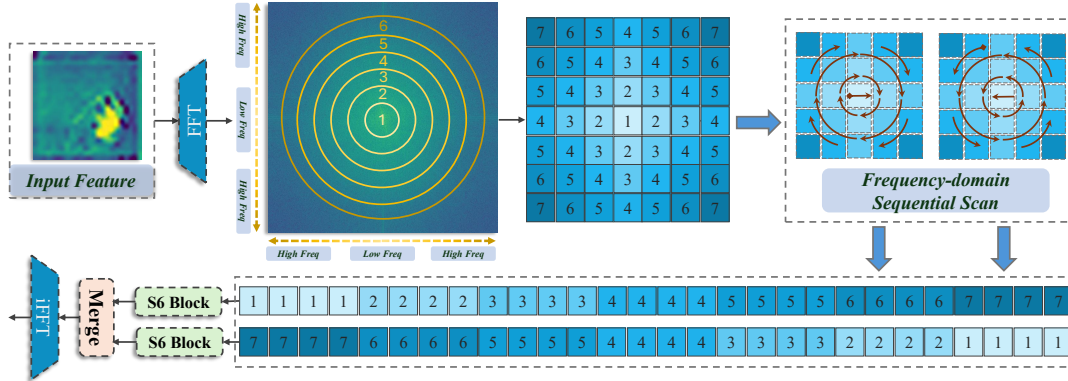 Input Feature
FFT
High Freq
Low Freq
High Freq
6
5
4
3
2
1
High Freq Low Freq High Freq
7 6 5 4 5 6 7
6 5 4 3 4 5 6
5 4 3 2 3 4 5
4 3 2 1 2 3 4
5 4 3 2 3 4 5
6 5 4 3 4 5 6
7 6 5 4 5 6 7
Frequency-domain
Sequential Scan
iFFT
Merge
S6 Block
1 1 1 1 2 2 2 2 3 3 3 3 4 4 4 4 5 5 5 5 6 6 6 6 7 7 7 7
S6 Block
7 7 7 7 6 6 6 6 5 5 5 5 4 4 4 4 3 3 3 3 2 2 2 2 1 1 1 1